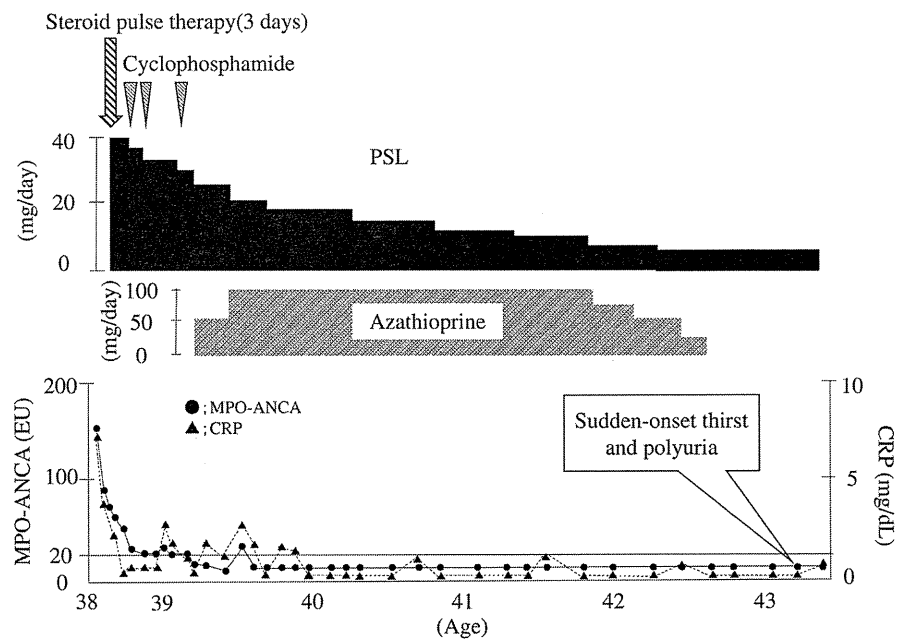 Steroid pulse therapy(3 days)
Cyclophosphamide
40
20
0
(mg/day)
PSL
100
50
0
(mg/day)
Azathioprine
200
100
20
0
MPO-ANCA (EU)
●;MPO-ANCA
▲;CRP
Sudden-onset thirst
and polyuria
10
5
0
CRP (mg/dL)
38 39 40 41 42 43
(Age)